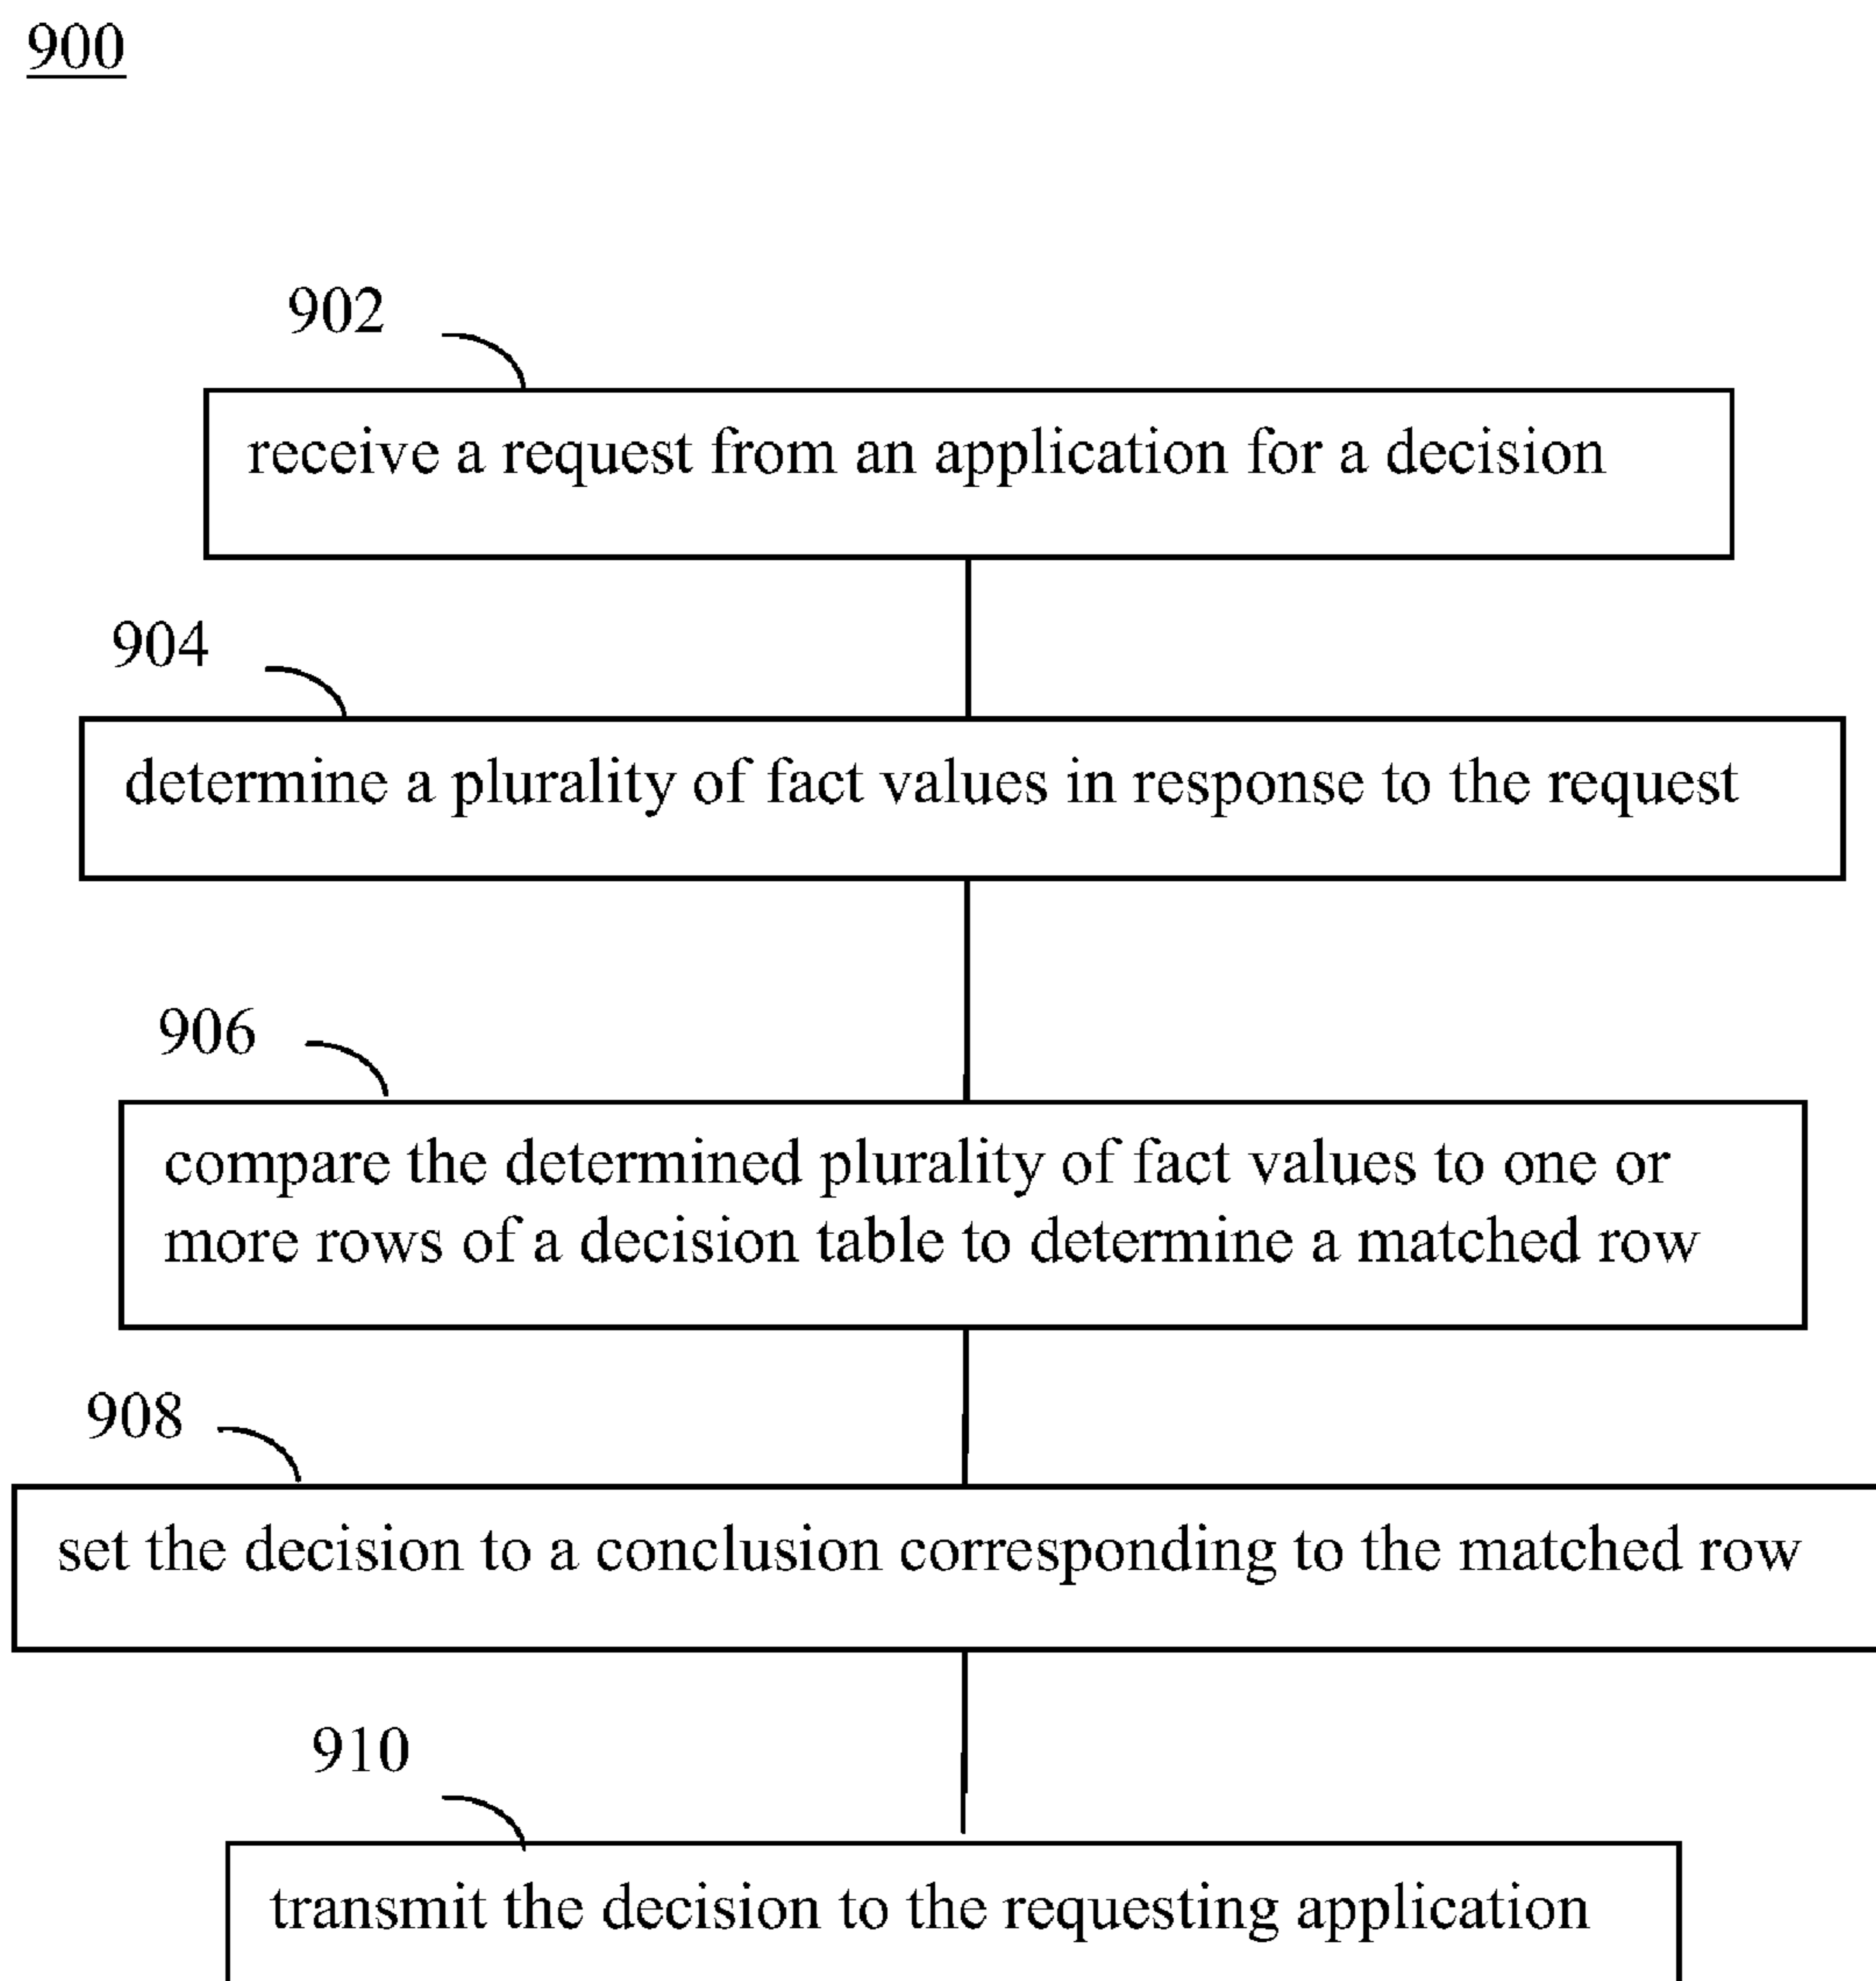 900
902
receive a request from an application for a decision
904
determine a plurality of fact values in response to the request
906
compare the determined plurality of fact values to one or
more rows of a decision table to determine a matched row
908
set the decision to a conclusion corresponding to the matched row
910
transmit the decision to the requesting application